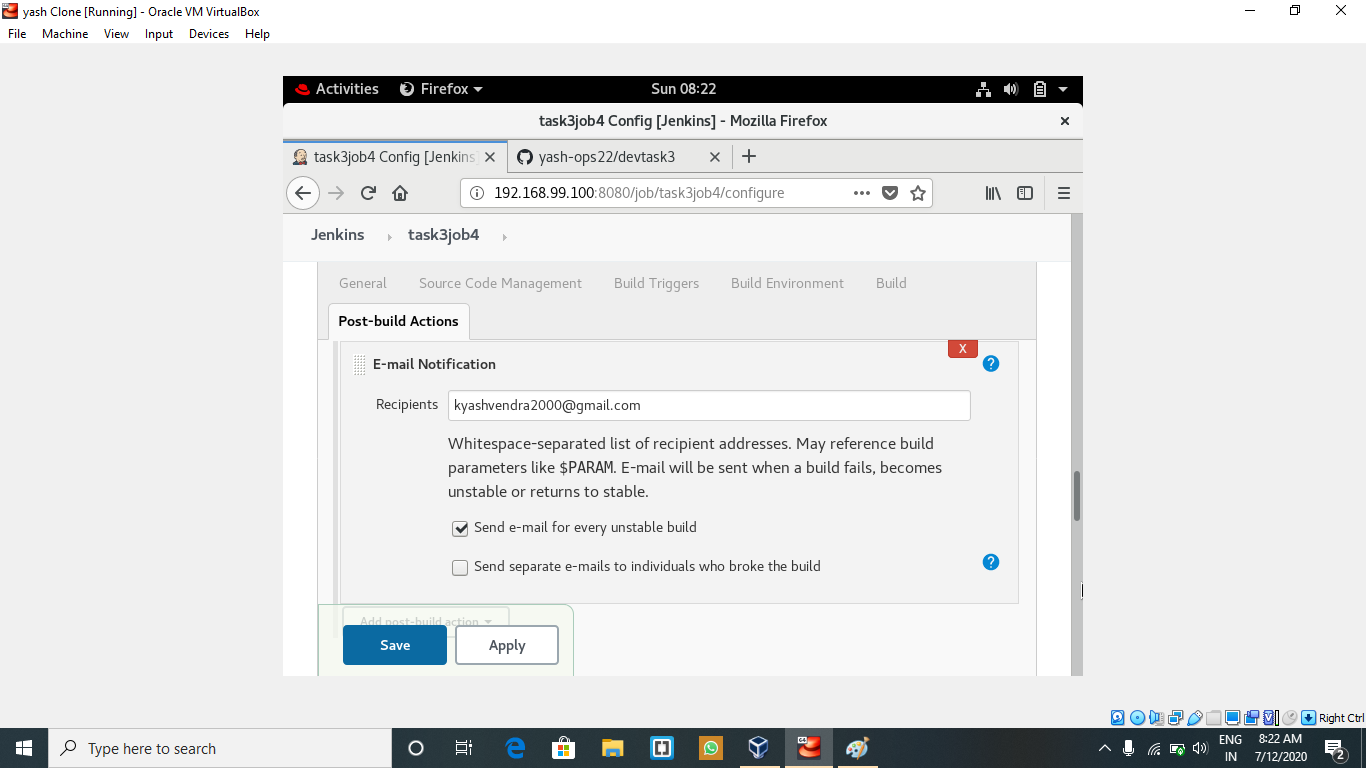 yash Clone [Running] - Oracle VM VirtualBox
File Machine View Input Devices Help
Activities Firefox Sun 08:22
task3job4 Config [Jenkins] - Mozilla Firefox
task3job4 Config [Jenkins] yash-ops22/devtask3
192.168.99.100:8080/job/task3job4/configure
Jenkins task3job4
General Source Code Management Build Triggers Build Environment Build
Post-build Actions
X
E-mail Notification
Recipients kyashvendra2000@gmail.com
Whitespace-separated list of recipient addresses. May reference build
parameters like $PARAM. E-mail will be sent when a build fails, becomes
unstable or returns to stable.
Send e-mail for every unstable build
Send separate e-mails to individuals who broke the build
Add post-build action
Save Apply
Right Ctrl
Type here to search
ENG 8:22 AM
IN 7/12/2020 2